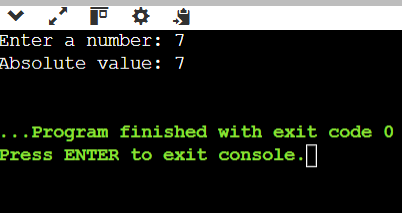 Enter a number: 7
Absolute value: 7
...Program finished with exit code 0
Press ENTER to exit console.